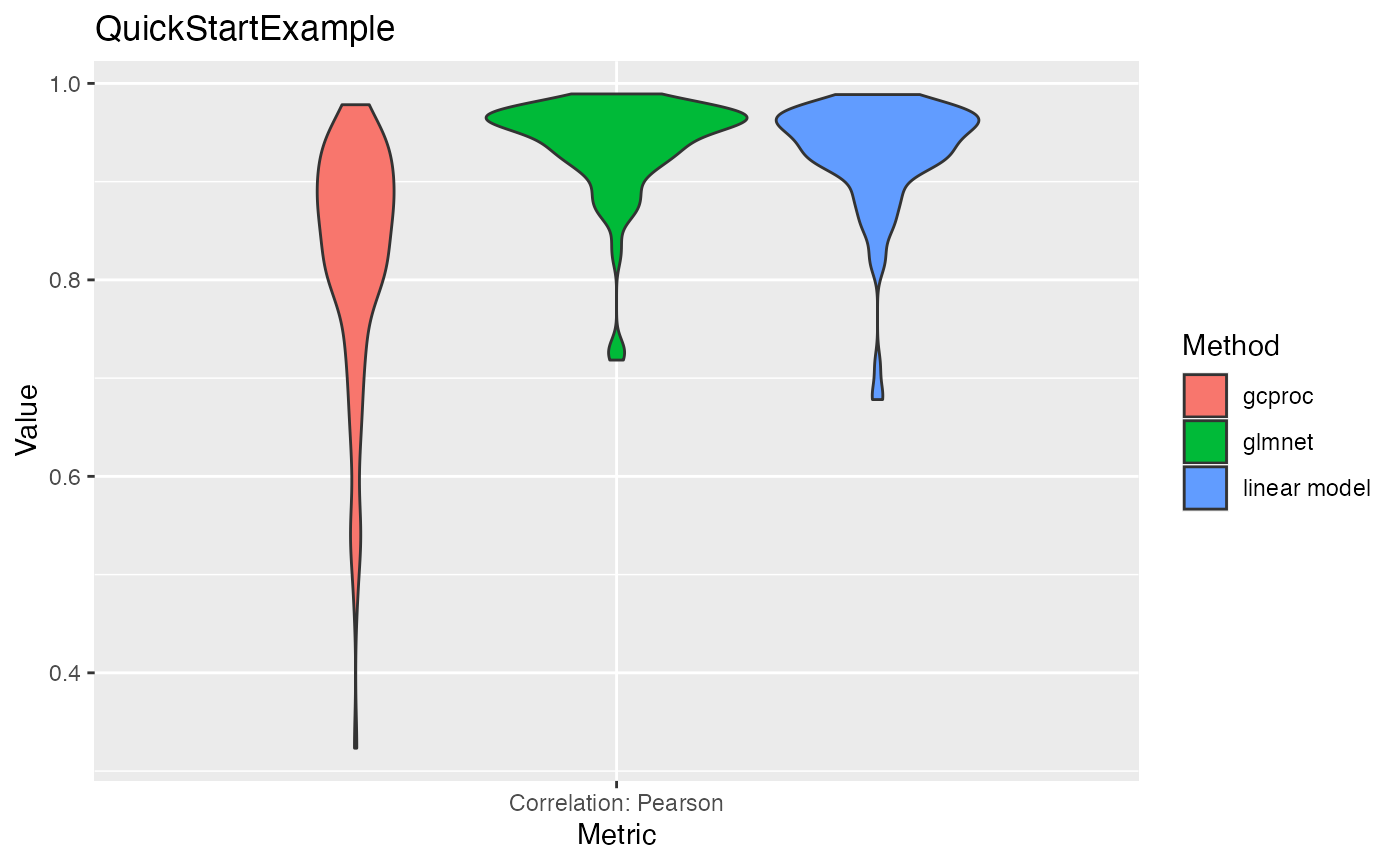 QuickStartExample
1.0
0.8
0.6
0.4
Value
Correlation: Pearson
Metric
Method
gcproc
glmnet
linear model